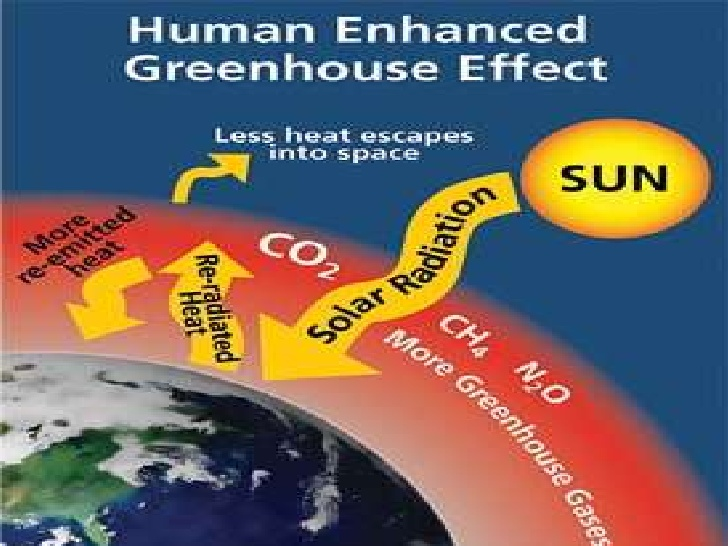 Human Enhanced
Greenhouse Effect
Less heat escapes
into space
SUN
Solar Radiation
More
re-emitted
heat
Re-radiated
Heat
CO₂
CH₄ N₂O
More Greenhouse Gases